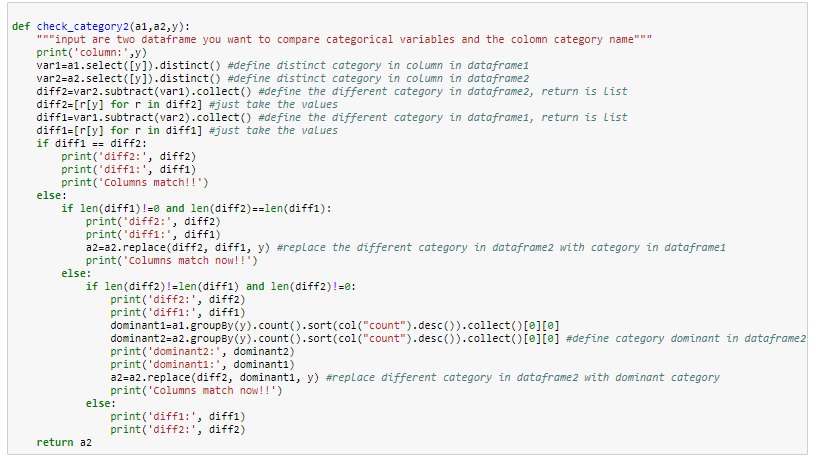 def check_category2(a1,a2,y):
    """input are two dataframe you want to compare categorical variables and the colomn category name"""
    print('column:',y)
    var1=a1.select([y]).distinct() #define distinct category in column in dataframe1
    var2=a2.select([y]).distinct() #define distinct category in column in dataframe2
    diff2=var2.subtract(var1).collect() #define the different category in dataframe2, return is list
    diff2=[r[y] for r in diff2] #just take the values
    diff1=var1.subtract(var2).collect() #define the different category in dataframe1, return is list
    diff1=[r[y] for r in diff1] #just take the values
    if diff1 == diff2:
        print('diff2:', diff2)
        print('diff1:', diff1)
        print('Columns match!!')
    else:
        if len(diff1)!=0 and len(diff2)==len(diff1):
            print('diff2:', diff2)
            print('diff1:', diff1)
            a2=a2.replace(diff2, diff1, y) #replace the different category in dataframe2 with category in dataframe1
            print('Columns match now!!')
        else:
            if len(diff2)!=len(diff1) and len(diff2)!=0:
                print('diff2:', diff2)
                print('diff1:', diff1)
                dominant1=a1.groupBy(y).count().sort(col("count").desc()).collect()[0][0]
                dominant2=a2.groupBy(y).count().sort(col("count").desc()).collect()[0][0] #define category dominant in dataframe2
                print('dominant2:', dominant2)
                print('dominant1:', dominant1)
                a2=a2.replace(diff2, dominant1, y) #replace different category in dataframe2 with dominant category
                print('Columns match now!!')
            else:
                print('diff1:', diff1)
                print('diff2:', diff2)
    return a2